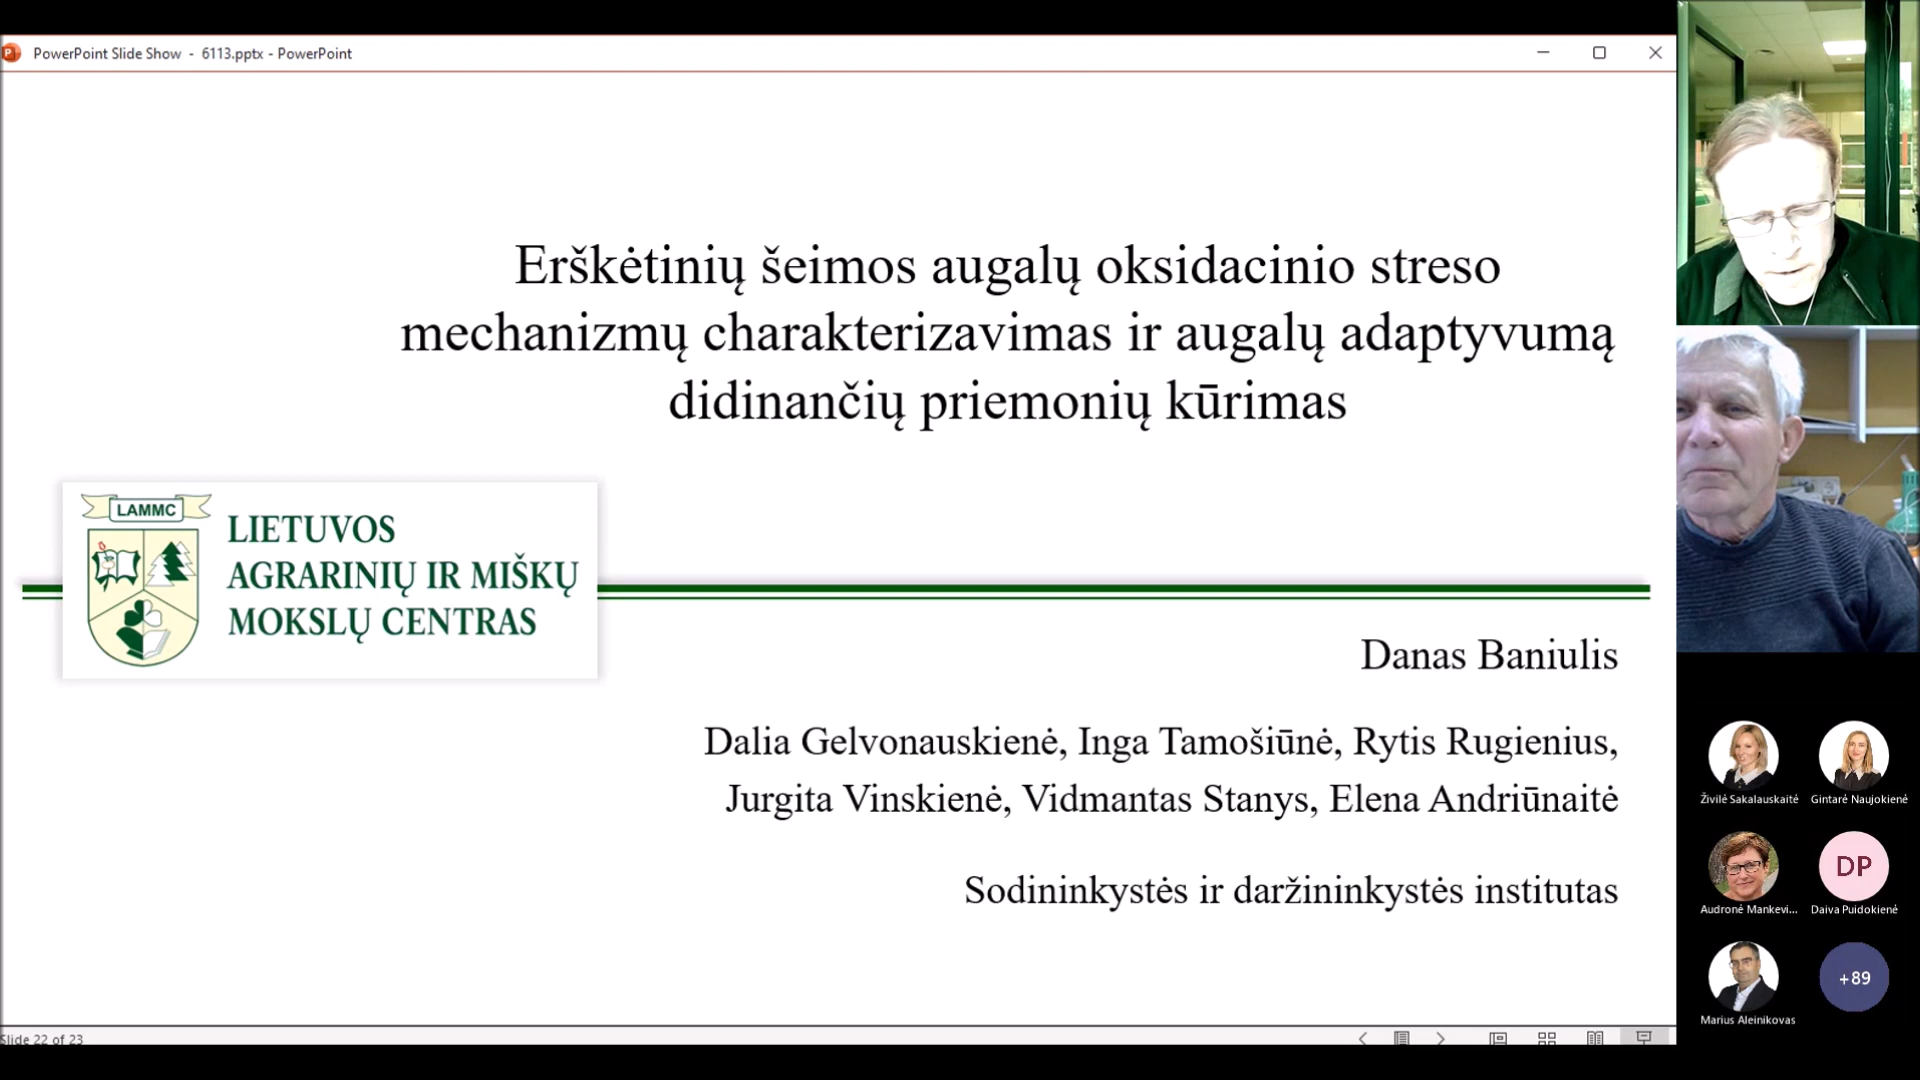 PowerPoint Slide Show - 6113.pptx - PowerPoint
Erškėtinių šeimos augalų oksidacinio streso
mechanizmų charakterizavimas ir augalų adaptyvumą
didinančių priemonių kūrimas
LAMMC
LIETUVOS
AGRARINIŲ IR MIŠKŲ
MOKSLŲ CENTRAS
Danas Baniulis
Dalia Gelvonauskienė, Inga Tamošiūnė, Rytis Rugienius,
Jurgita Vinskienė, Vidmantas Stanys, Elena Andriūnaitė
Sodininkystės ir daržininkystės institutas
Slide 22 of 23
Živilė Sakalauskaitė
Gintarė Naujokienė
Audronė Mankevi...
DP
Daiva Puidokienė
Marius Aleinikovas
+89